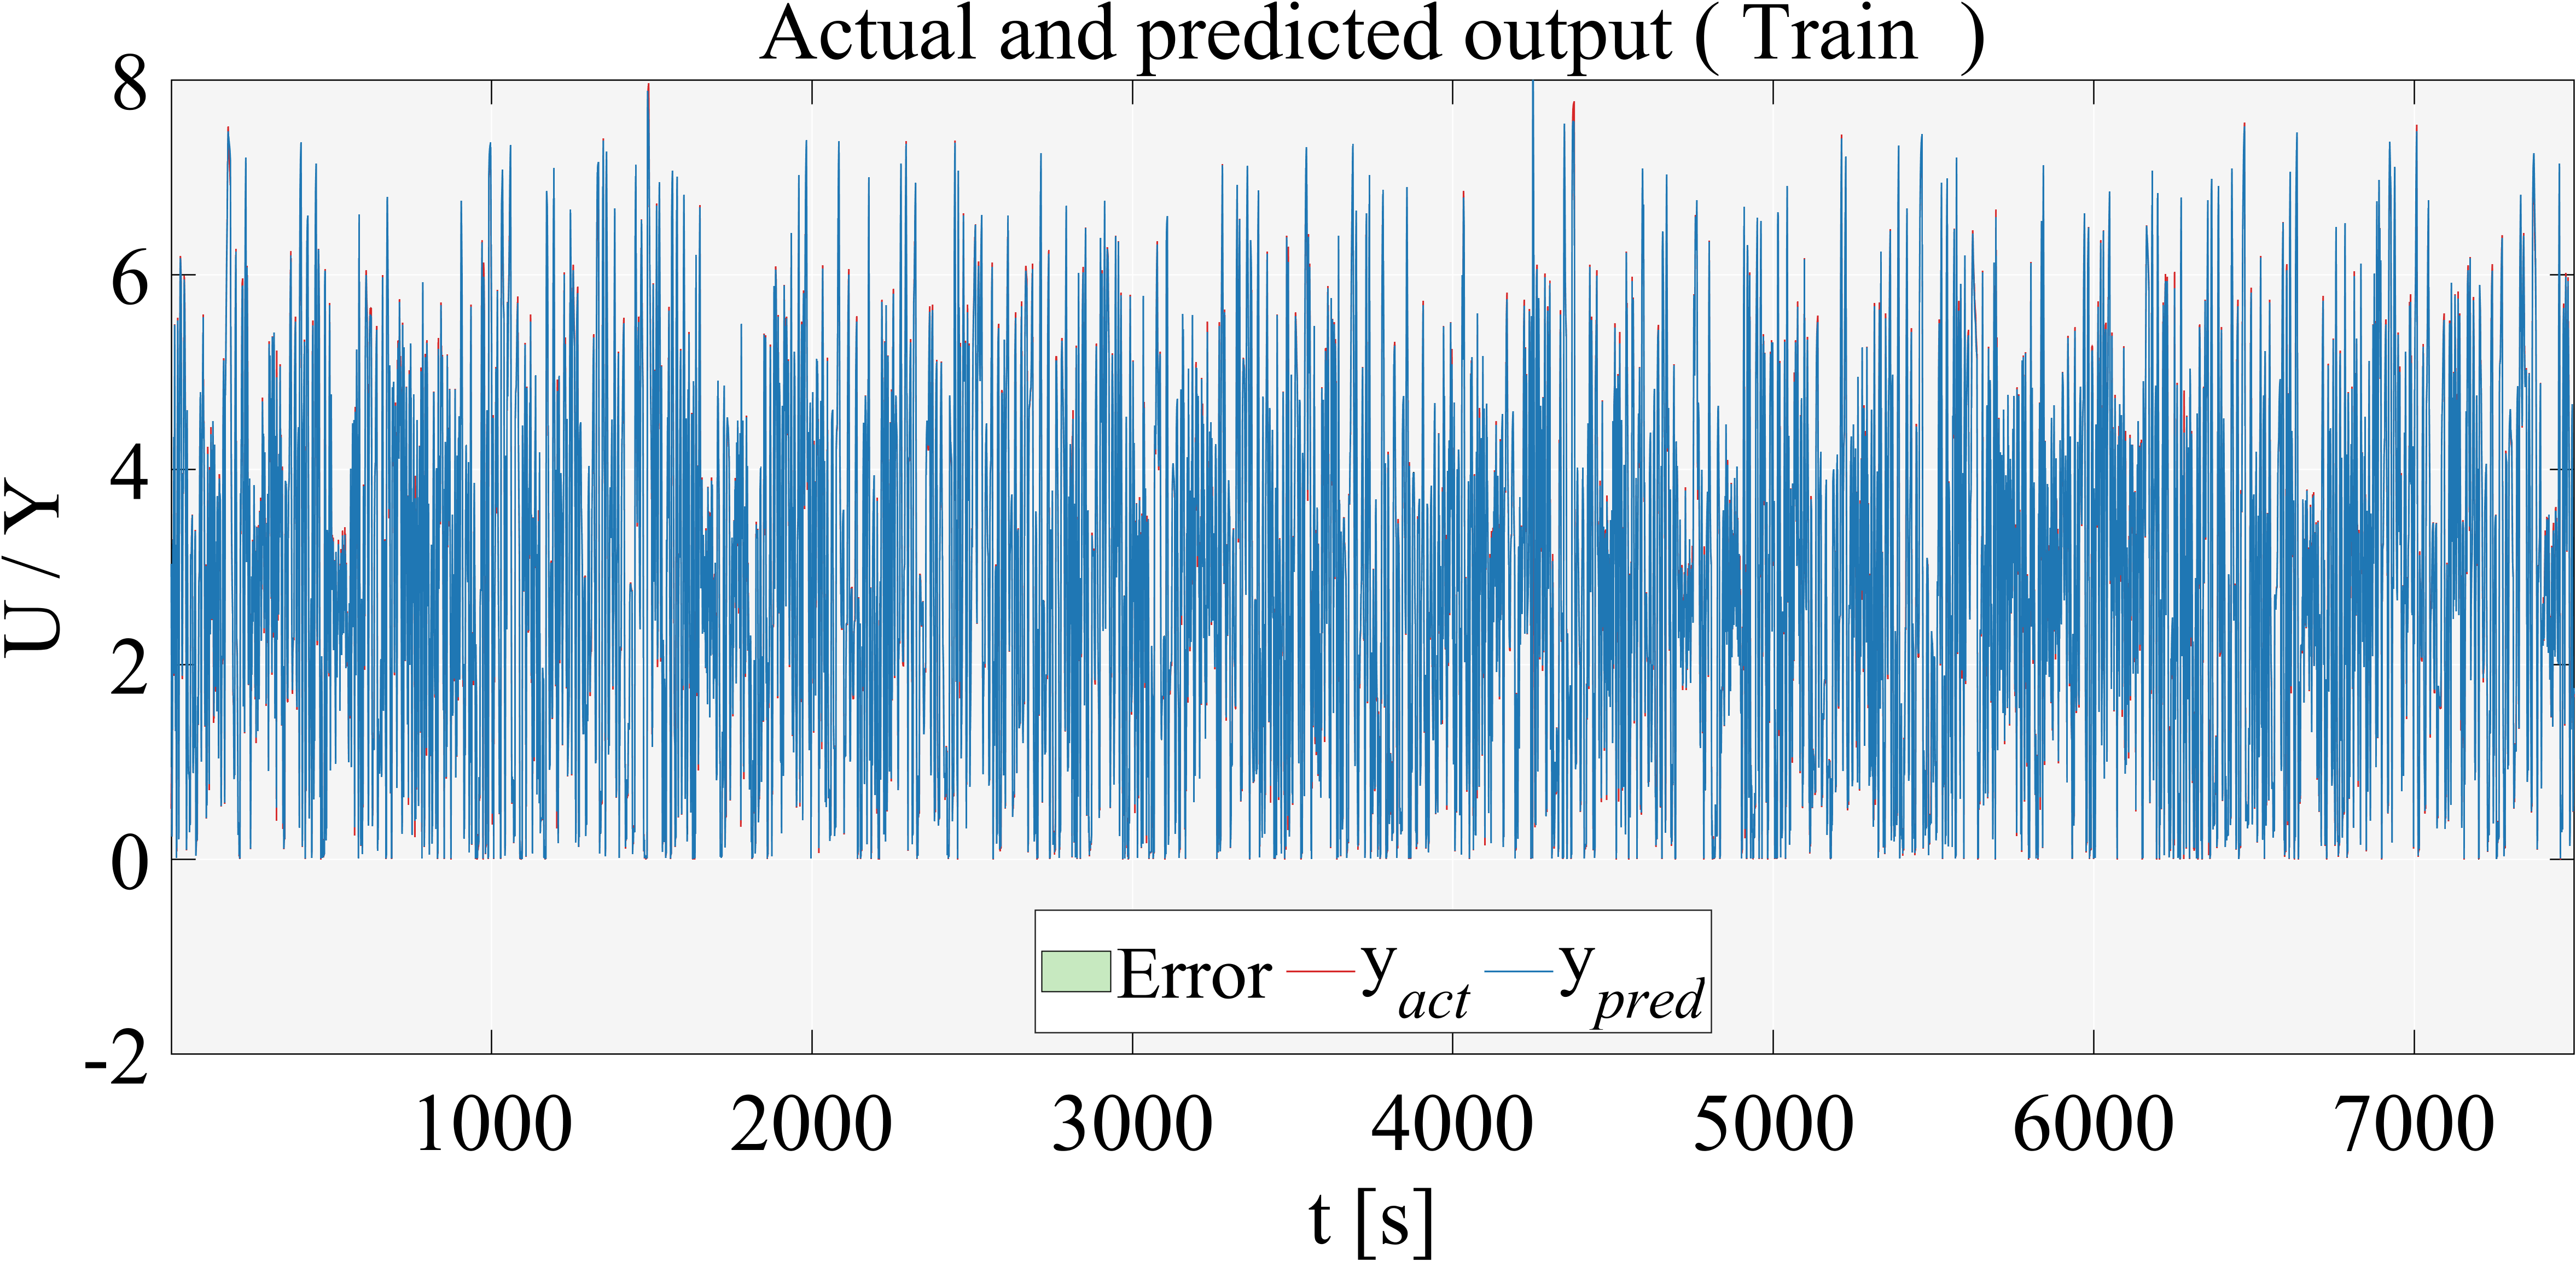 Actual and predicted output ( Train )
8
6
4
2
0
-2
U / Y
Error y_act y_pred
1000 2000 3000 4000 5000 6000 7000
t [s]